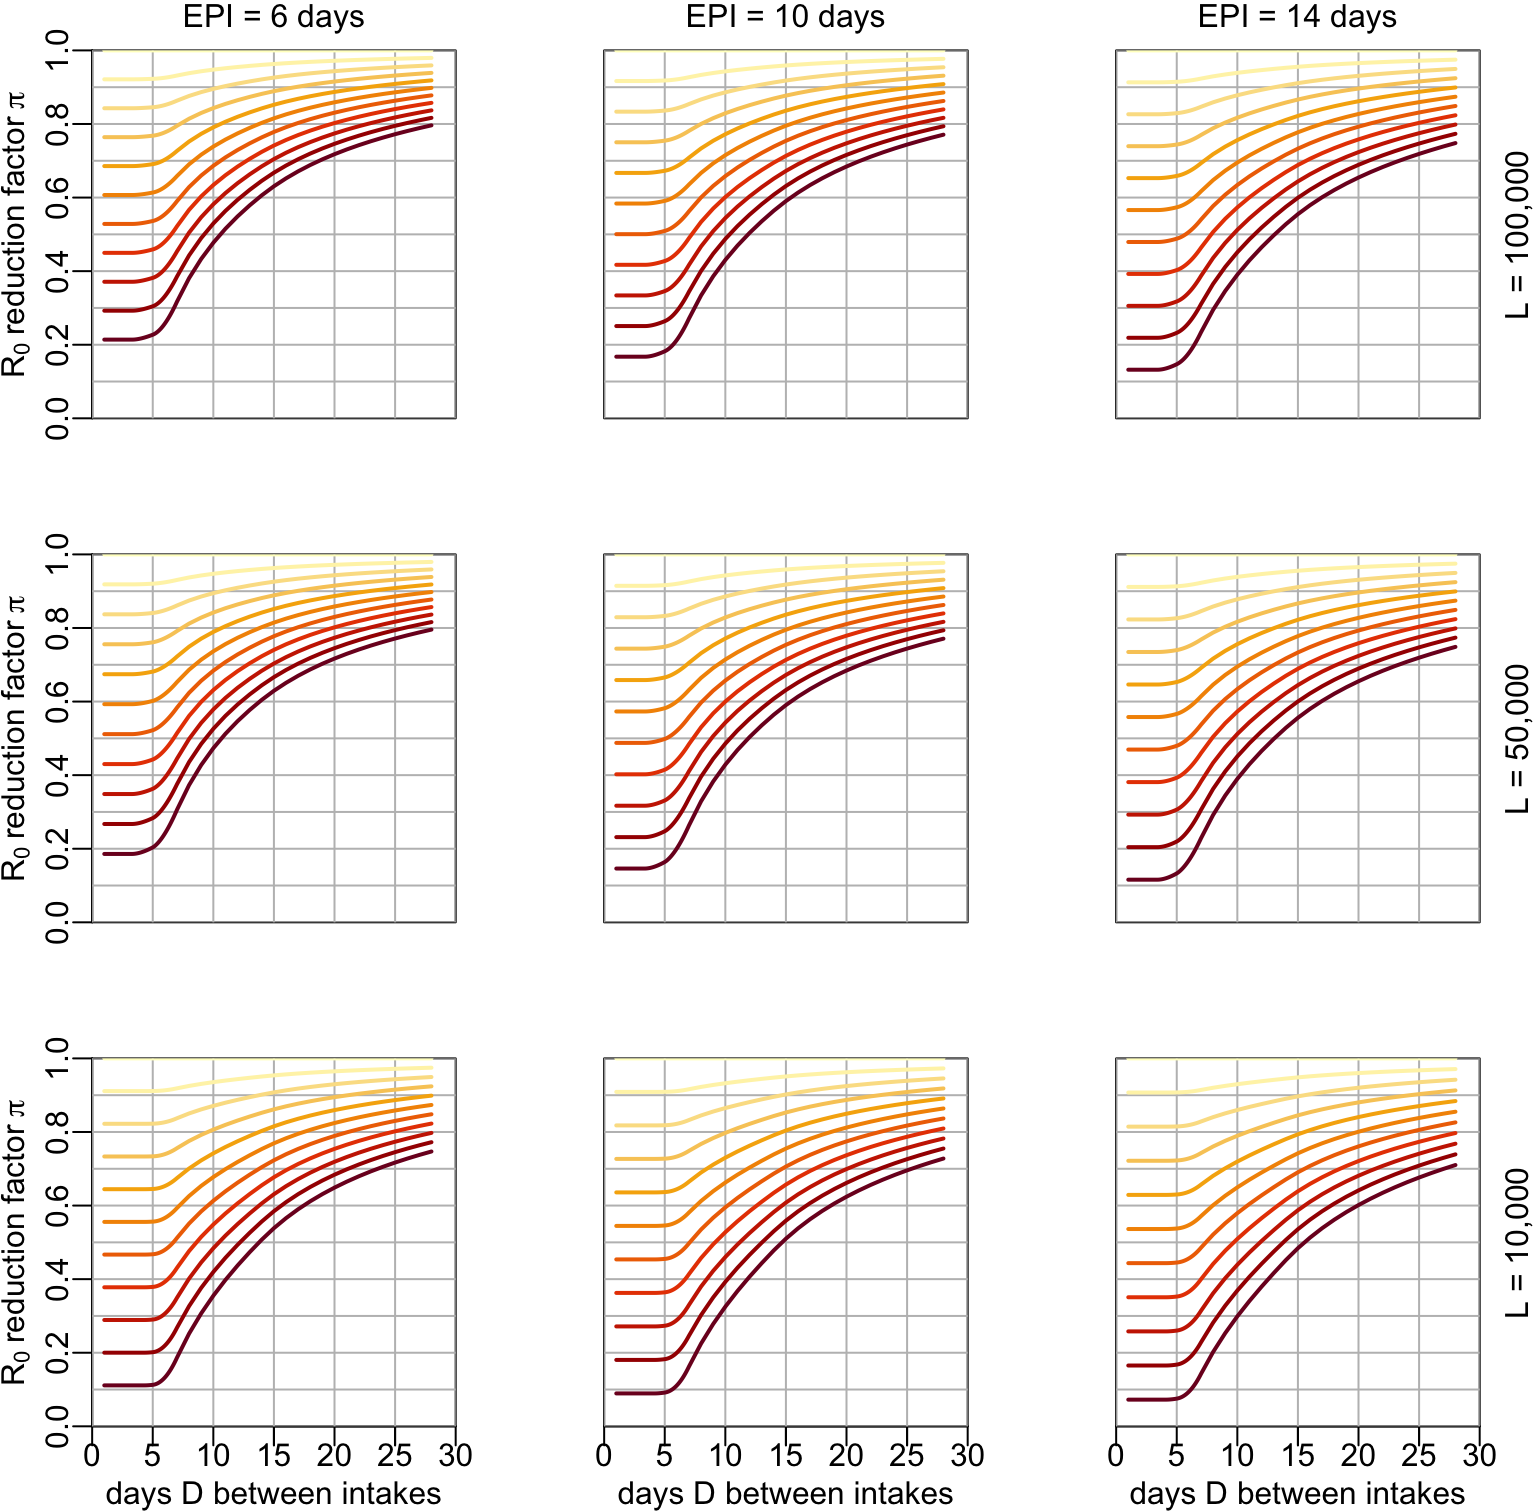 EPI = 6 days EPI = 10 days EPI = 14 days
R0 reduction factor π
0.0 0.2 0.4 0.6 0.8 1.0
L = 100,000
R0 reduction factor π
0.0 0.2 0.4 0.6 0.8 1.0
L = 50,000
R0 reduction factor π
0.0 0.2 0.4 0.6 0.8 1.0
L = 10,000
0 5 10 15 20 25 30 0 5 10 15 20 25 30 0 5 10 15 20 25 30
days D between intakes days D between intakes days D between intakes